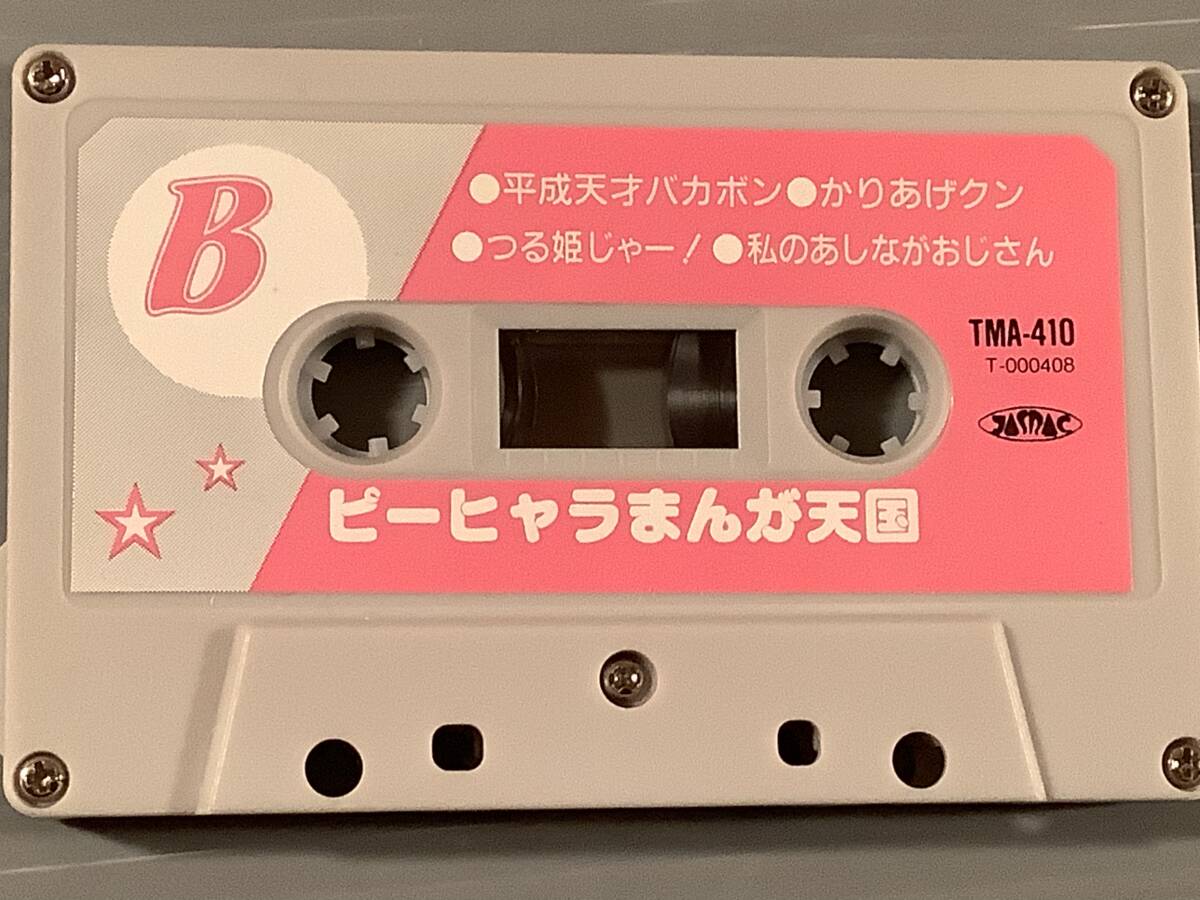 B
●平成天才バカボン●かりあげクン
●つる姫じゃー！●私のあしながおじさん
TMA-410
T-000408
JASRAC
ピーヒャラまんが天国